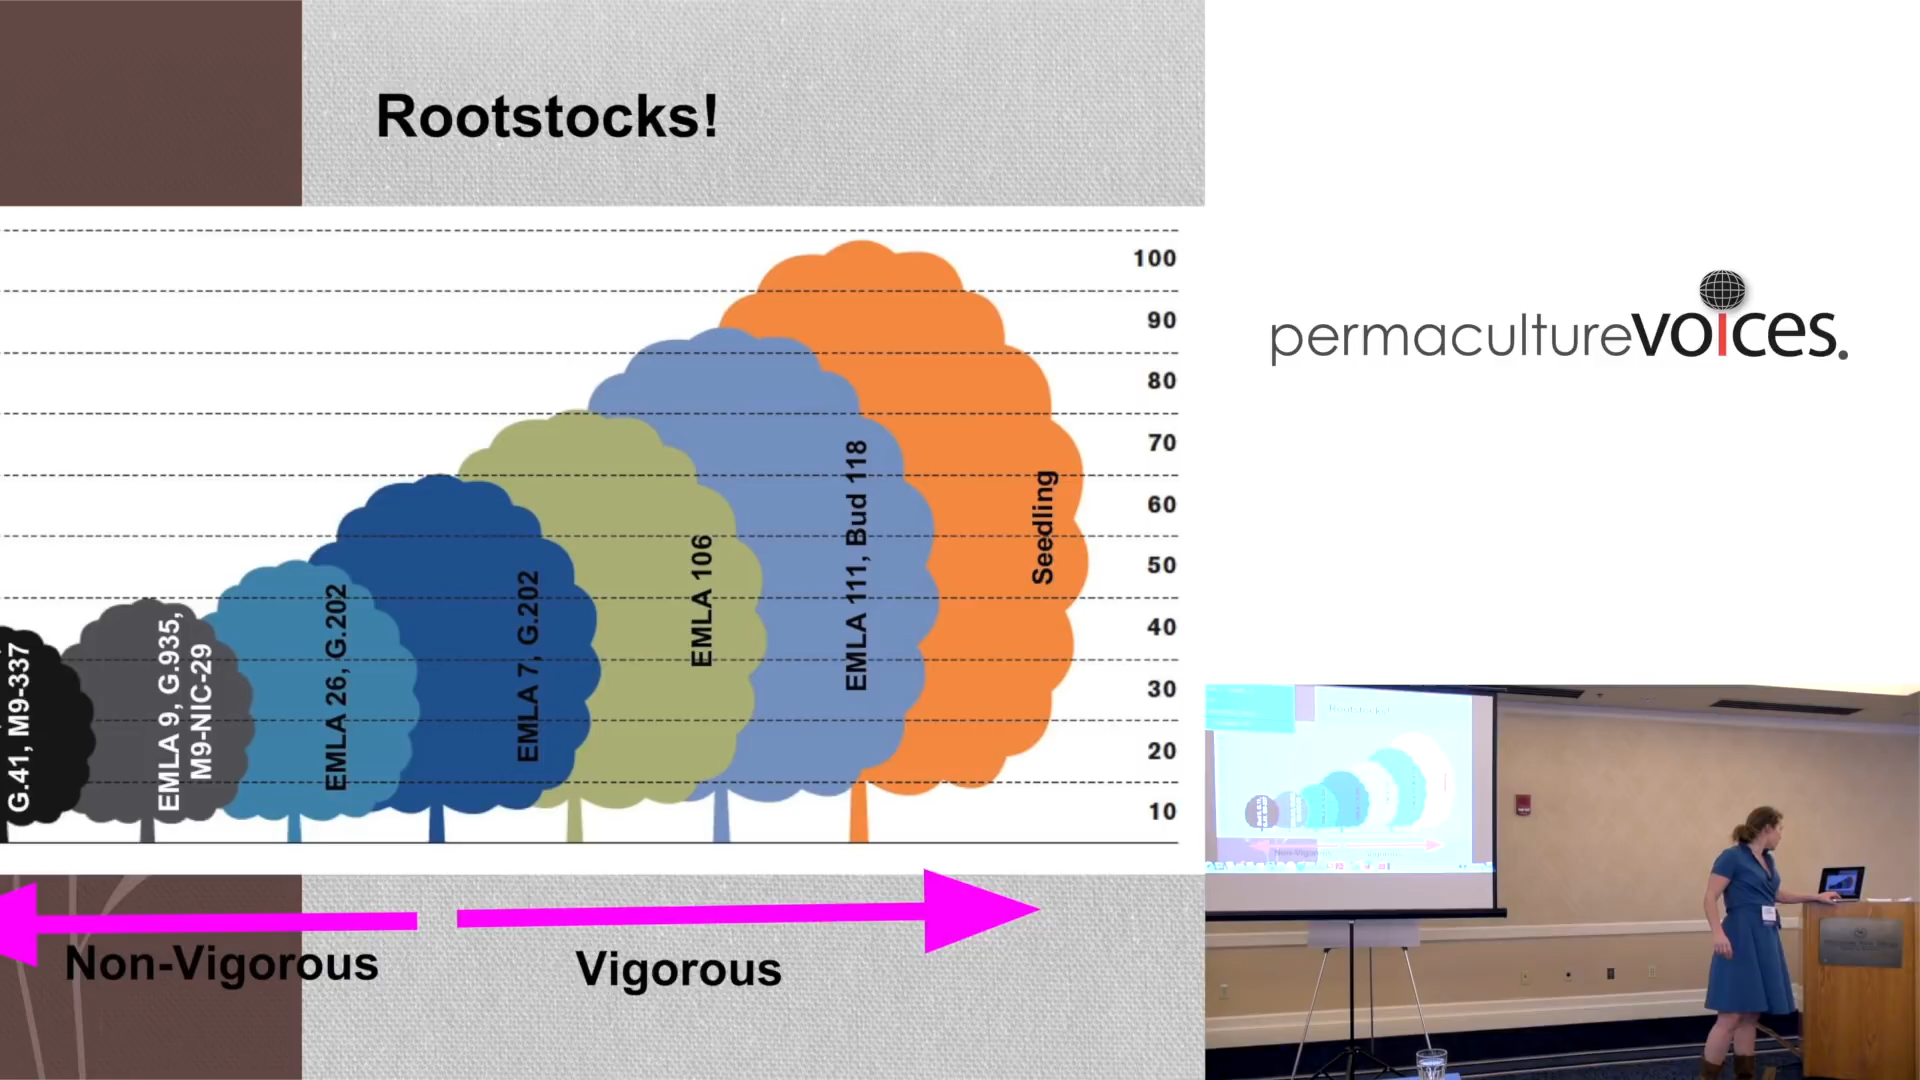 Rootstocks!
100
90
80
70
60
50
40
30
20
10
G.41, M9-337
EMLA 9, G.935,
M9-NIC-29
EMLA 26, G.202
EMLA 7, G.202
EMLA 106
EMLA 111, Bud 118
Seedling
Non-Vigorous
Vigorous
permaculturevoices.
Rootstocks!